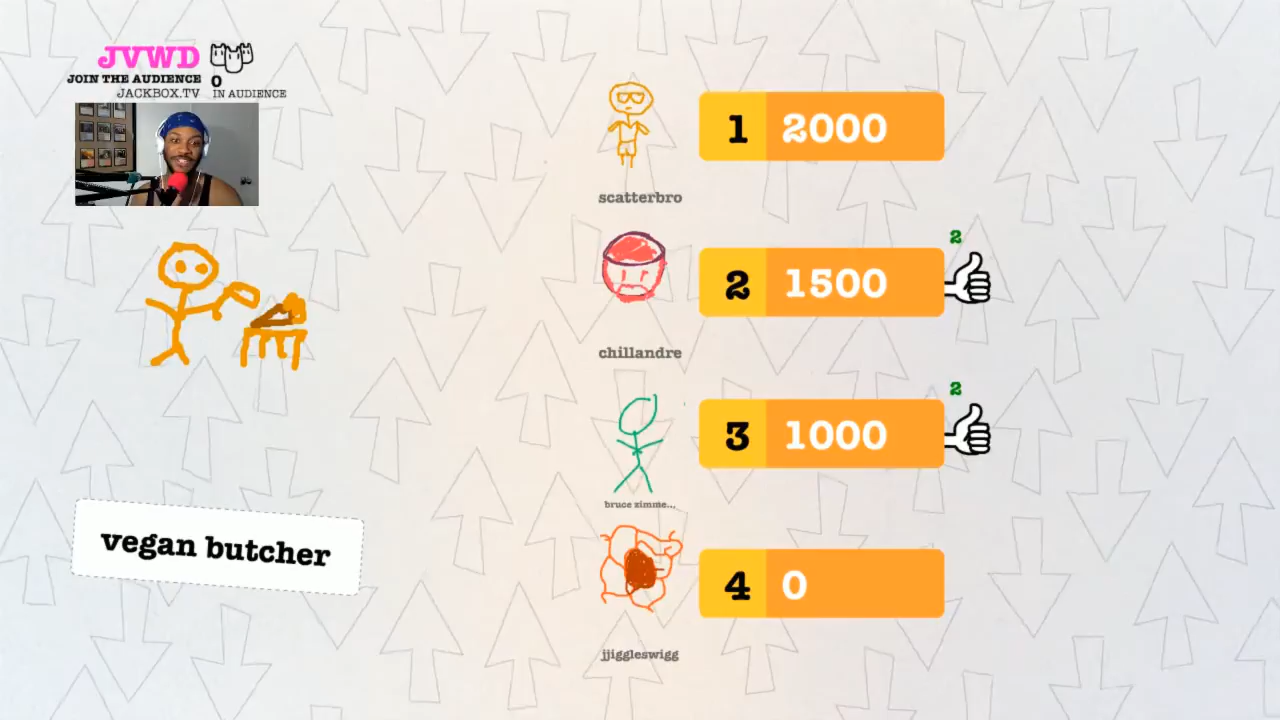 JVWD
JOIN THE AUDIENCE
JACKBOX.TV
0
IN AUDIENCE
1 2000
scatterbro
2
2 1500
chillandre
2
3 1000
bruce zimme...
vegan butcher
4 0
jjiggleswigg